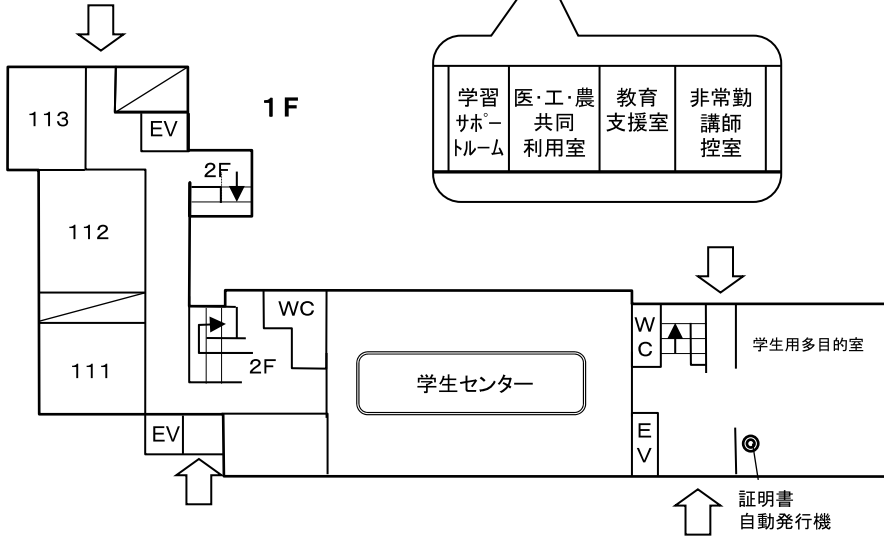 1F
学習
サポー
トルーム
医・工・農
共同
利用室
教育
支援室
非常勤
講師
控室
113
EV
2F
112
WC
2F
111
EV
学生センター
W
C
学生用多目的室
E
V
証明書
自動発行機